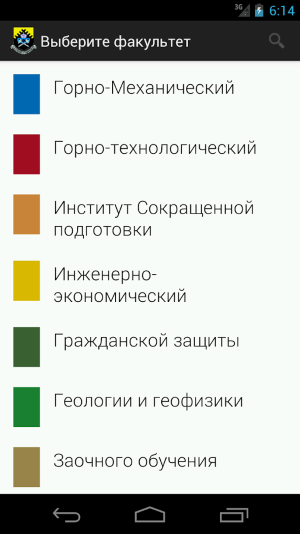 3G 6:14
Выберите факультет
Горно-Механический
Горно-технологический
Институт Сокращенной
подготовки
Инженерно-
экономический
Гражданской защиты
Геологии и геофизики
Заочного обучения